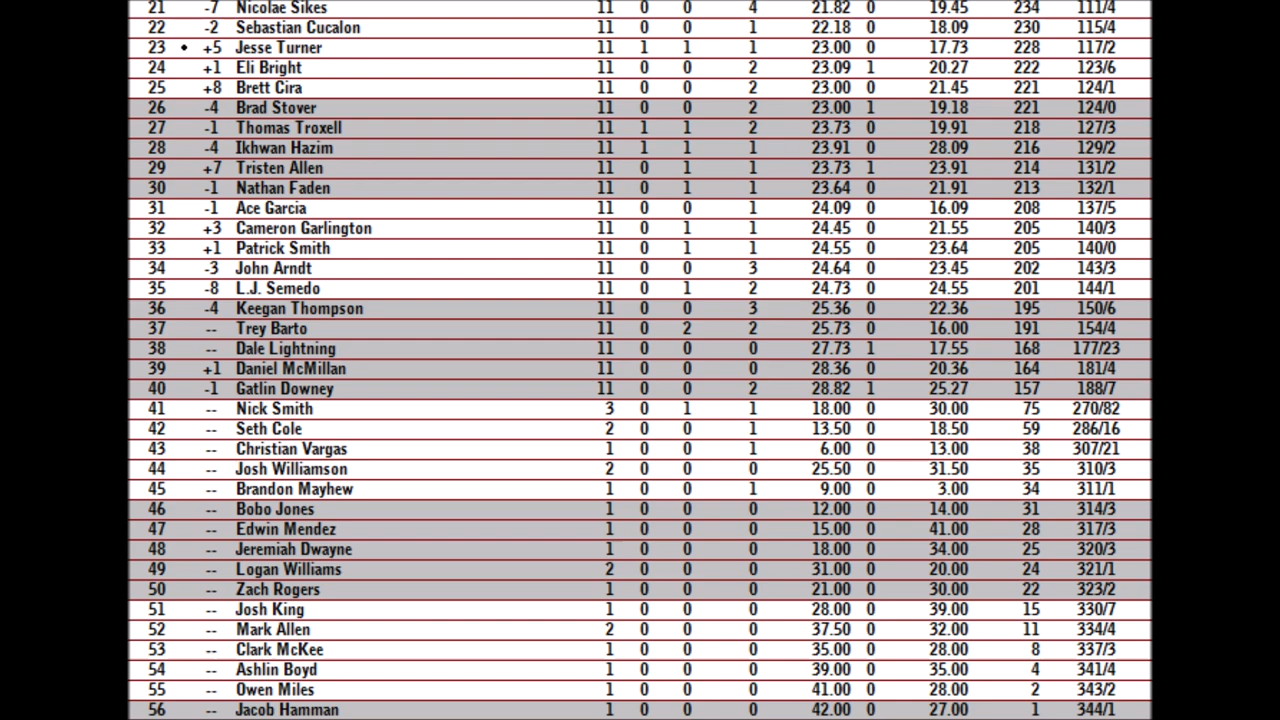 21 -7 Nicolae Sikes 11 0 0 4 21.82 0 19.45 234 111/4
22 -2 Sebastian Cucalon 11 0 0 1 22.18 0 18.09 230 115/4
23 • +5 Jesse Turner 11 1 1 1 23.00 0 17.73 228 117/2
24 +1 Eli Bright 11 0 0 2 23.09 1 20.27 222 123/6
25 +8 Brett Cira 11 0 0 2 23.00 0 21.45 221 124/1
26 -4 Brad Stover 11 0 0 2 23.00 1 19.18 221 124/0
27 -1 Thomas Troxell 11 1 1 2 23.73 0 19.91 218 127/3
28 -4 Ikhwan Hazim 11 1 1 1 23.91 0 28.09 216 129/2
29 +7 Tristen Allen 11 0 1 1 23.73 1 23.91 214 131/2
30 -1 Nathan Faden 11 0 1 1 23.64 0 21.91 213 132/1
31 -1 Ace Garcia 11 0 0 1 24.09 0 16.09 208 137/5
32 +3 Cameron Garlington 11 0 1 1 24.45 0 21.55 205 140/3
33 +1 Patrick Smith 11 0 1 1 24.55 0 23.64 205 140/0
34 -3 John Arndt 11 0 0 3 24.64 0 23.45 202 143/3
35 -8 L.J. Semedo 11 0 1 2 24.73 0 24.55 201 144/1
36 -4 Keegan Thompson 11 0 0 3 25.36 0 22.36 195 150/6
37 -- Trey Barto 11 0 2 2 25.73 0 16.00 191 154/4
38 -- Dale Lightning 11 0 0 0 27.73 1 17.55 168 177/23
39 +1 Daniel McMillan 11 0 0 0 28.36 0 20.36 164 181/4
40 -1 Gatlin Downey 11 0 0 2 28.82 1 25.27 157 188/7
41 -- Nick Smith 3 0 1 1 18.00 0 30.00 75 270/82
42 -- Seth Cole 2 0 0 1 13.50 0 18.50 59 286/16
43 -- Christian Vargas 1 0 0 1 6.00 0 13.00 38 307/21
44 -- Josh Williamson 2 0 0 0 25.50 0 31.50 35 310/3
45 -- Brandon Mayhew 1 0 0 1 9.00 0 3.00 34 311/1
46 -- Bobo Jones 1 0 0 0 12.00 0 14.00 31 314/3
47 -- Edwin Mendez 1 0 0 0 15.00 0 41.00 28 317/3
48 -- Jeremiah Dwayne 1 0 0 0 18.00 0 34.00 25 320/3
49 -- Logan Williams 2 0 0 0 31.00 0 20.00 24 321/1
50 -- Zach Rogers 1 0 0 0 21.00 0 30.00 22 323/2
51 -- Josh King 1 0 0 0 28.00 0 39.00 15 330/7
52 -- Mark Allen 2 0 0 0 37.50 0 32.00 11 334/4
53 -- Clark McKee 1 0 0 0 35.00 0 28.00 8 337/3
54 -- Ashlin Boyd 1 0 0 0 39.00 0 35.00 4 341/4
55 -- Owen Miles 1 0 0 0 41.00 0 28.00 2 343/2
56 -- Jacob Hamman 1 0 0 0 42.00 0 27.00 1 344/1